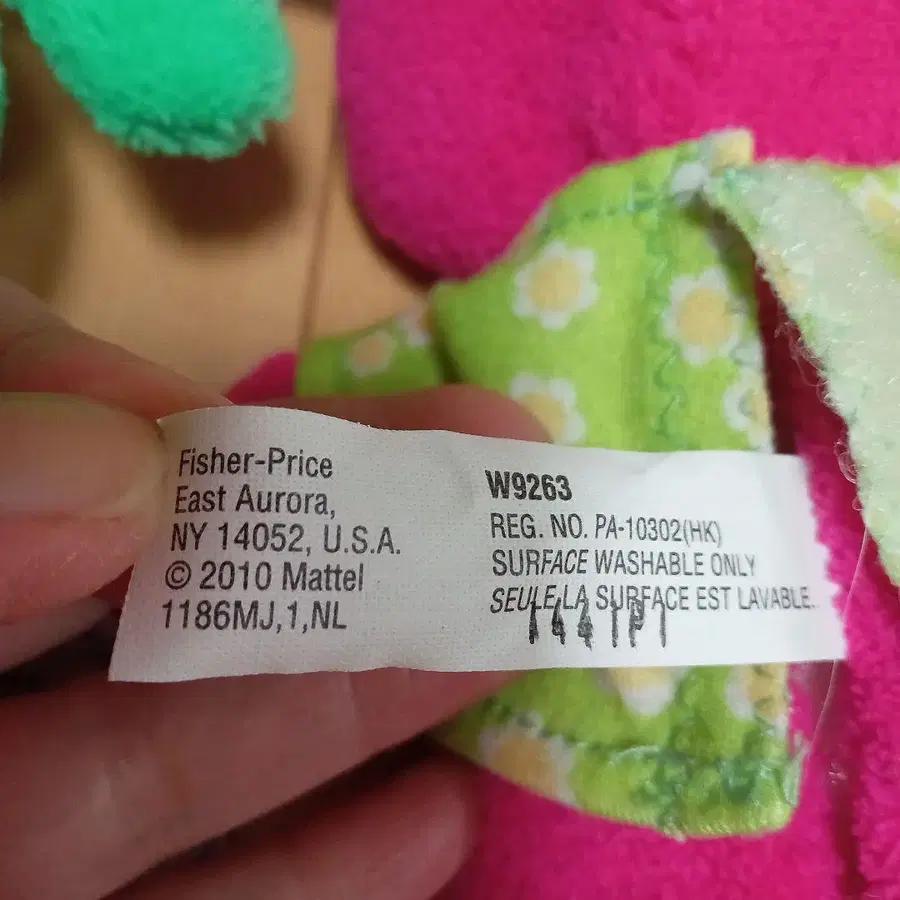 Fisher-Price
East Aurora,
NY 14052, U.S.A.
© 2010 Mattel
1186MJ,1,NL
W9263
REG. NO. PA-10302(HK)
SURFACE WASHABLE ONLY
SEULE LA SURFACE EST LAVABLE.